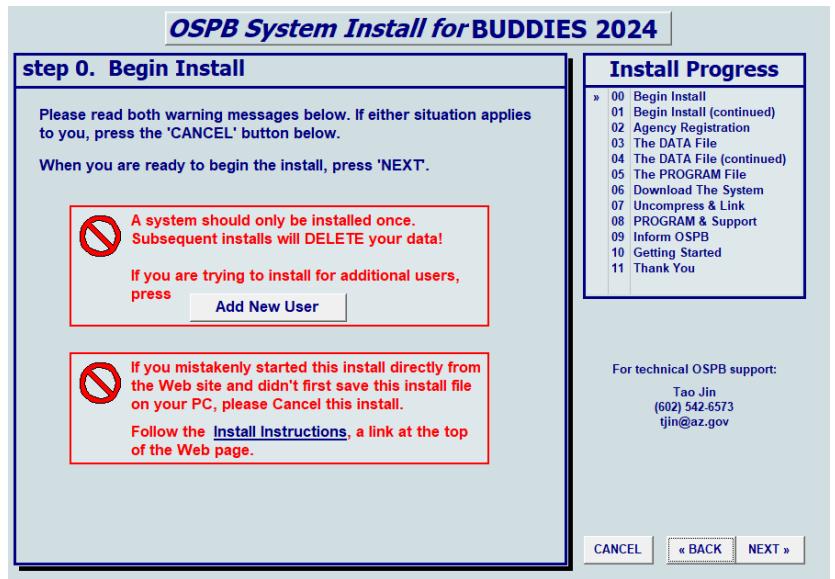 OSPB System Install for BUDDIES 2024
step 0. Begin Install
Please read both warning messages below. If either situation applies
to you, press the 'CANCEL' button below.
When you are ready to begin the install, press 'NEXT'.
A system should only be installed once.
Subsequent installs will DELETE your data!
If you are trying to install for additional users,
press
Add New User
If you mistakenly started this install directly from
the Web site and didn't first save this install file
on your PC, please Cancel this install.
Follow the Install Instructions, a link at the top
of the Web page.
Install Progress
» 00 Begin Install
01 Begin Install (continued)
02 Agency Registration
03 The DATA File
04 The DATA File (continued)
05 The PROGRAM File
06 Download The System
07 Uncompress & Link
08 PROGRAM & Support
09 Inform OSPB
10 Getting Started
11 Thank You
For technical OSPB support:
Tao Jin
(602) 542-6573
tjin@az.gov
CANCEL
« BACK
NEXT »